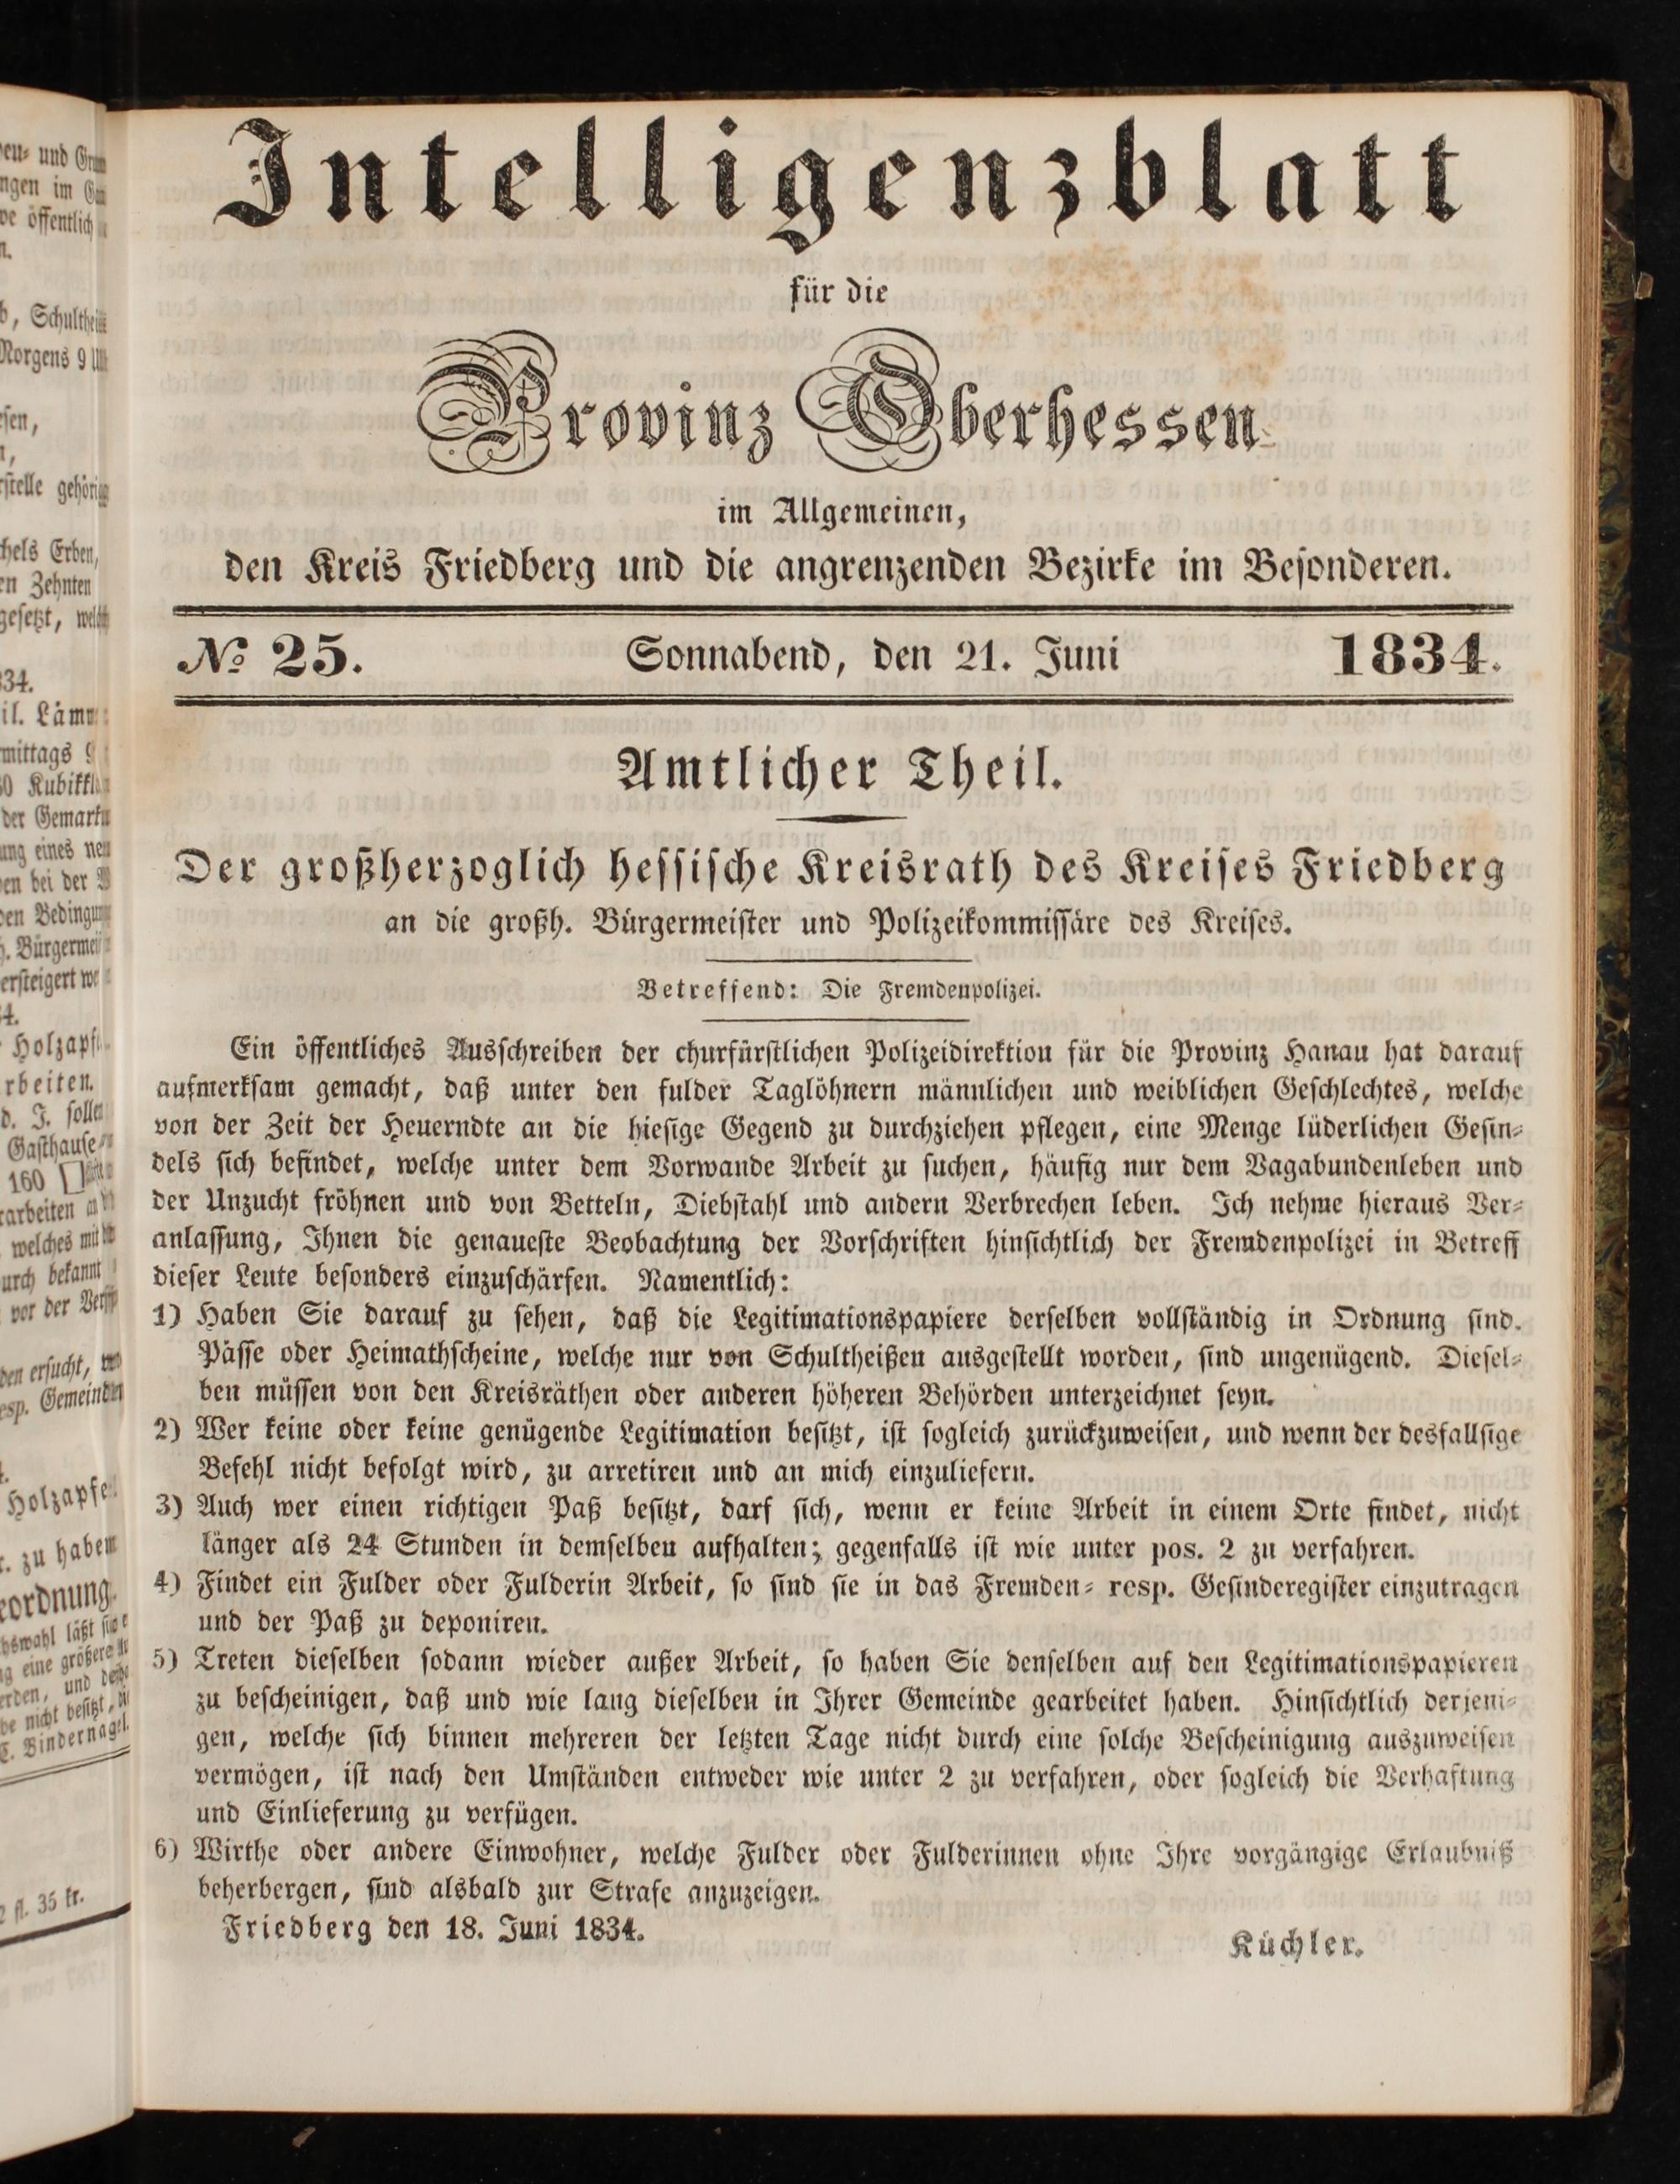 Intelligenzblatt
für die
Provinz Oberhessen
im Allgemeinen,
den Kreis Friedberg und die angrenzenden Bezirke im Besonderen.
№ 25. Sonnabend, den 21. Juni 1834.
Amtlicher Theil.
Der großherzoglich hessische Kreisrath des Kreises Friedberg
an die großh. Bürgermeister und Polizeikommissäre des Kreises.
Betreffend: Die Fremdenpolizei.
Ein öffentliches Ausschreiben der churfürstlichen Polizeidirektion für die Provinz Hanau hat darauf
aufmerksam gemacht, daß unter den fulder Taglöhnern männlichen und weiblichen Geschlechtes, welche
von der Zeit der Heuerndte an die hiesige Gegend zu durchziehen pflegen, eine Menge lüderlichen Gesin-
dels sich befindet, welche unter dem Vorwande Arbeit zu suchen, häufig nur dem Vagabundenleben und
der Unzucht fröhnen und von Betteln, Diebstahl und andern Verbrechen leben. Ich nehme hieraus Ver-
anlassung, Ihnen die genaueste Beobachtung der Vorschriften hinsichtlich der Fremdenpolizei in Betreff
dieser Leute besonders einzuschärfen. Namentlich:
1) Haben Sie darauf zu sehen, daß die Legitimationspapiere derselben vollständig in Ordnung sind.
Pässe oder Heimathscheine, welche nur von Schultheißen ausgestellt worden, sind ungenügend. Diesel-
ben müssen von den Kreisräthen oder anderen höheren Behörden unterzeichnet seyn.
2) Wer keine oder keine genügende Legitimation besitzt, ist sogleich zurückzuweisen, und wenn der desfallsige
Befehl nicht befolgt wird, zu arretiren und an mich einzuliefern.
3) Auch wer einen richtigen Paß besitzt, darf sich, wenn er keine Arbeit in einem Orte findet, nicht
länger als 24 Stunden in demselben aufhalten; gegenfalls ist wie unter pos. 2 zu verfahren.
4) Findet ein Fulder oder Fulderin Arbeit, so sind sie in das Fremden- resp. Gesinderegister einzutragen
und der Paß zu deponiren.
5) Treten dieselben sodann wieder außer Arbeit, so haben Sie denselben auf den Legitimationspapieren
zu bescheinigen, daß und wie lang dieselben in Ihrer Gemeinde gearbeitet haben. Hinsichtlich derjeni-
gen, welche sich binnen mehreren der letzten Tage nicht durch eine solche Bescheinigung auszuweisen
vermögen, ist nach den Umständen entweder wie unter 2 zu verfahren, oder sogleich die Verhaftung
und Einlieferung zu verfügen.
6) Wirthe oder andere Einwohner, welche Fulder oder Fulderinnen ohne Ihre vorgängige Erlaubniß
beherbergen, sind alsbald zur Strafe anzuzeigen.
Friedberg den 18. Juni 1834.
Küchler.